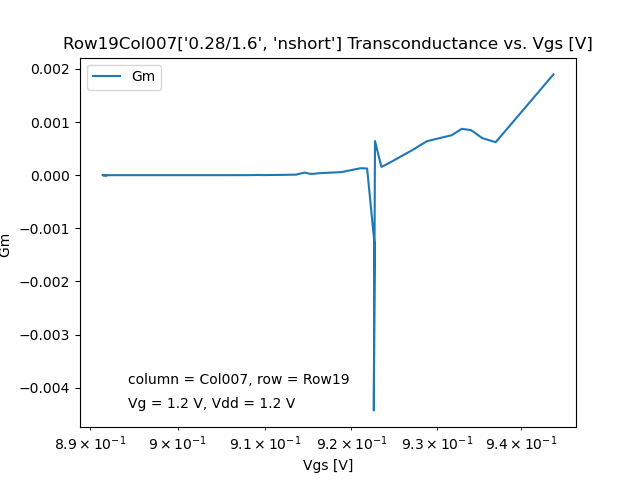 Row19Col007['0.28/1.6', 'nshort'] Transconductance vs. Vgs [V]
Gm
0.002
0.001
0.000
−0.001
−0.002
−0.003
−0.004
Gm
column = Col007, row = Row19
Vg = 1.2 V, Vdd = 1.2 V
8.9 × 10⁻¹ 9 × 10⁻¹ 9.1 × 10⁻¹ 9.2 × 10⁻¹ 9.3 × 10⁻¹ 9.4 × 10⁻¹
Vgs [V]